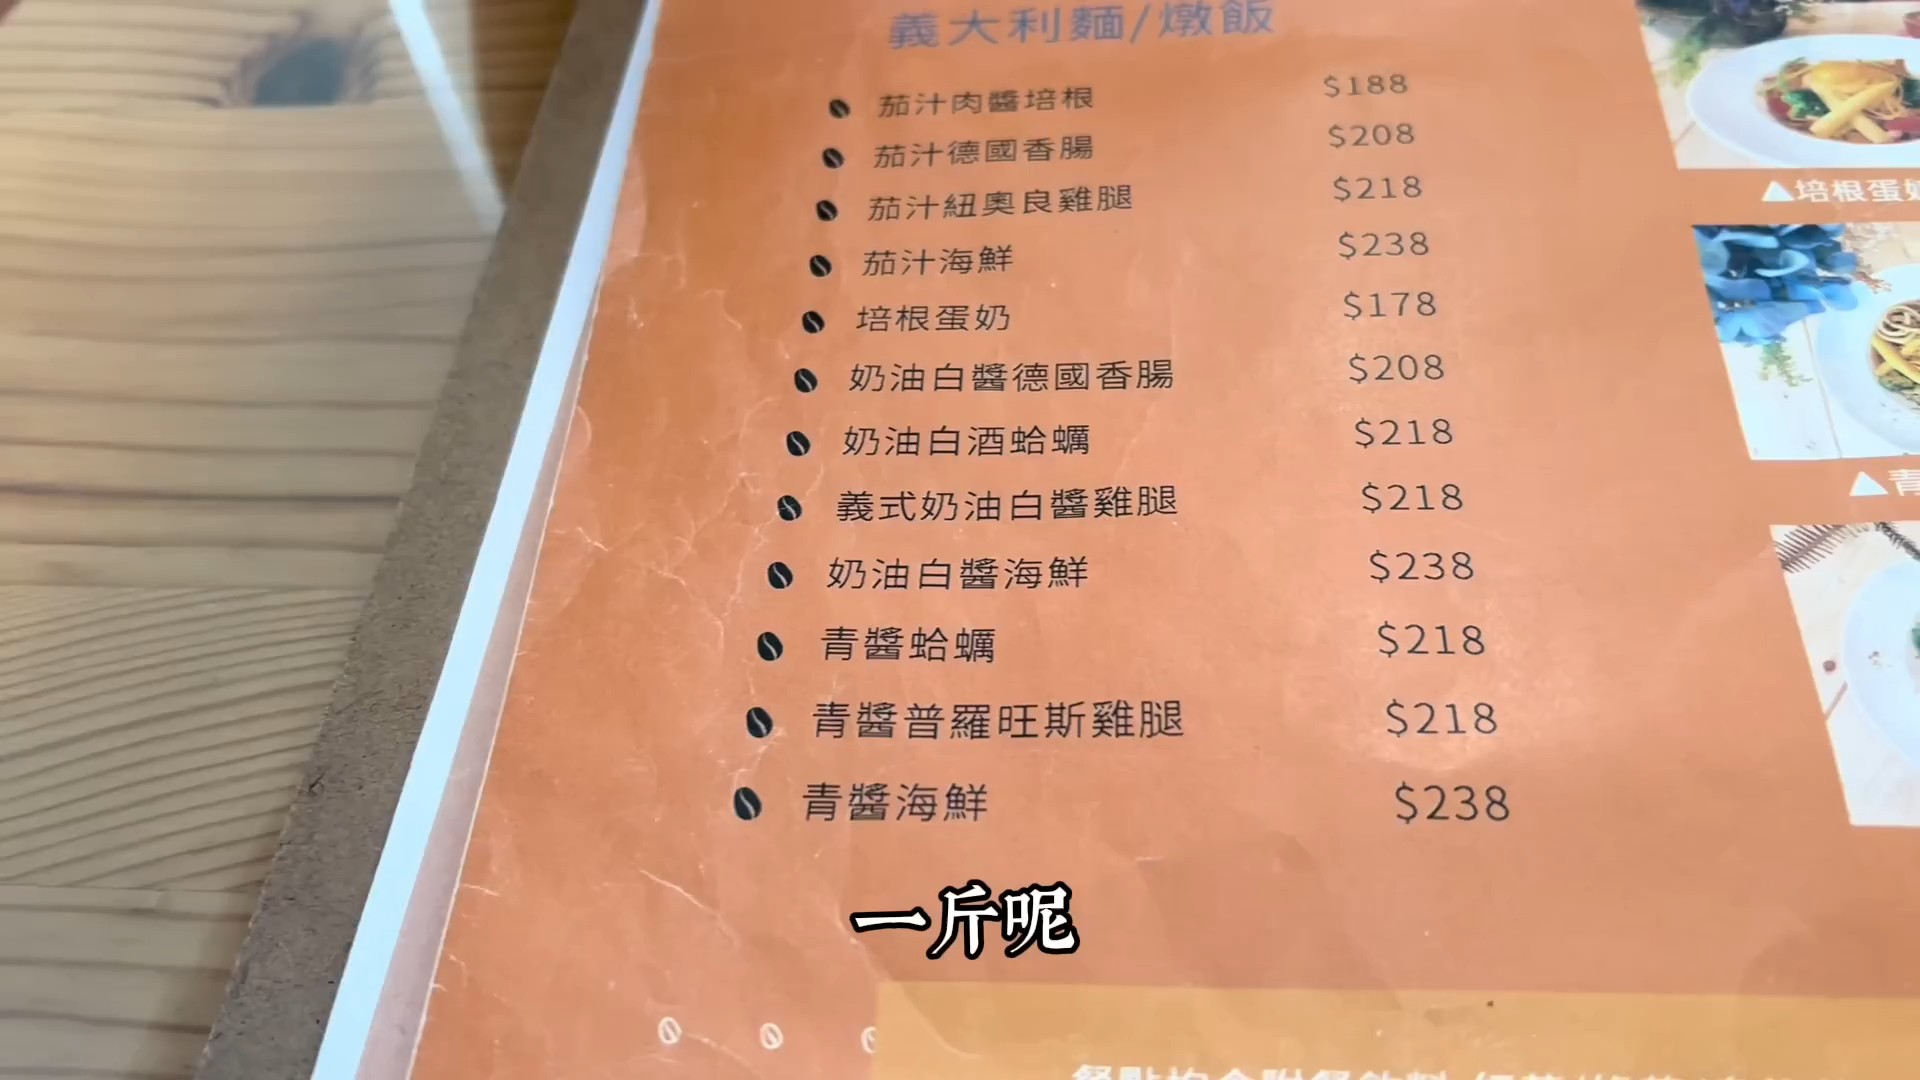 義大利麵/燉飯
茄汁肉醬培根 $188
茄汁德國香腸 $208
茄汁紐奧良雞腿 $218
茄汁海鮮 $238
培根蛋奶 $178
奶油白醬德國香腸 $208
奶油白酒蛤蠣 $218
義式奶油白醬雞腿 $218
奶油白醬海鮮 $238
青醬蛤蠣 $218
青醬普羅旺斯雞腿 $218
青醬海鮮 $238
▲培根蛋奶
▲青
一斤呢